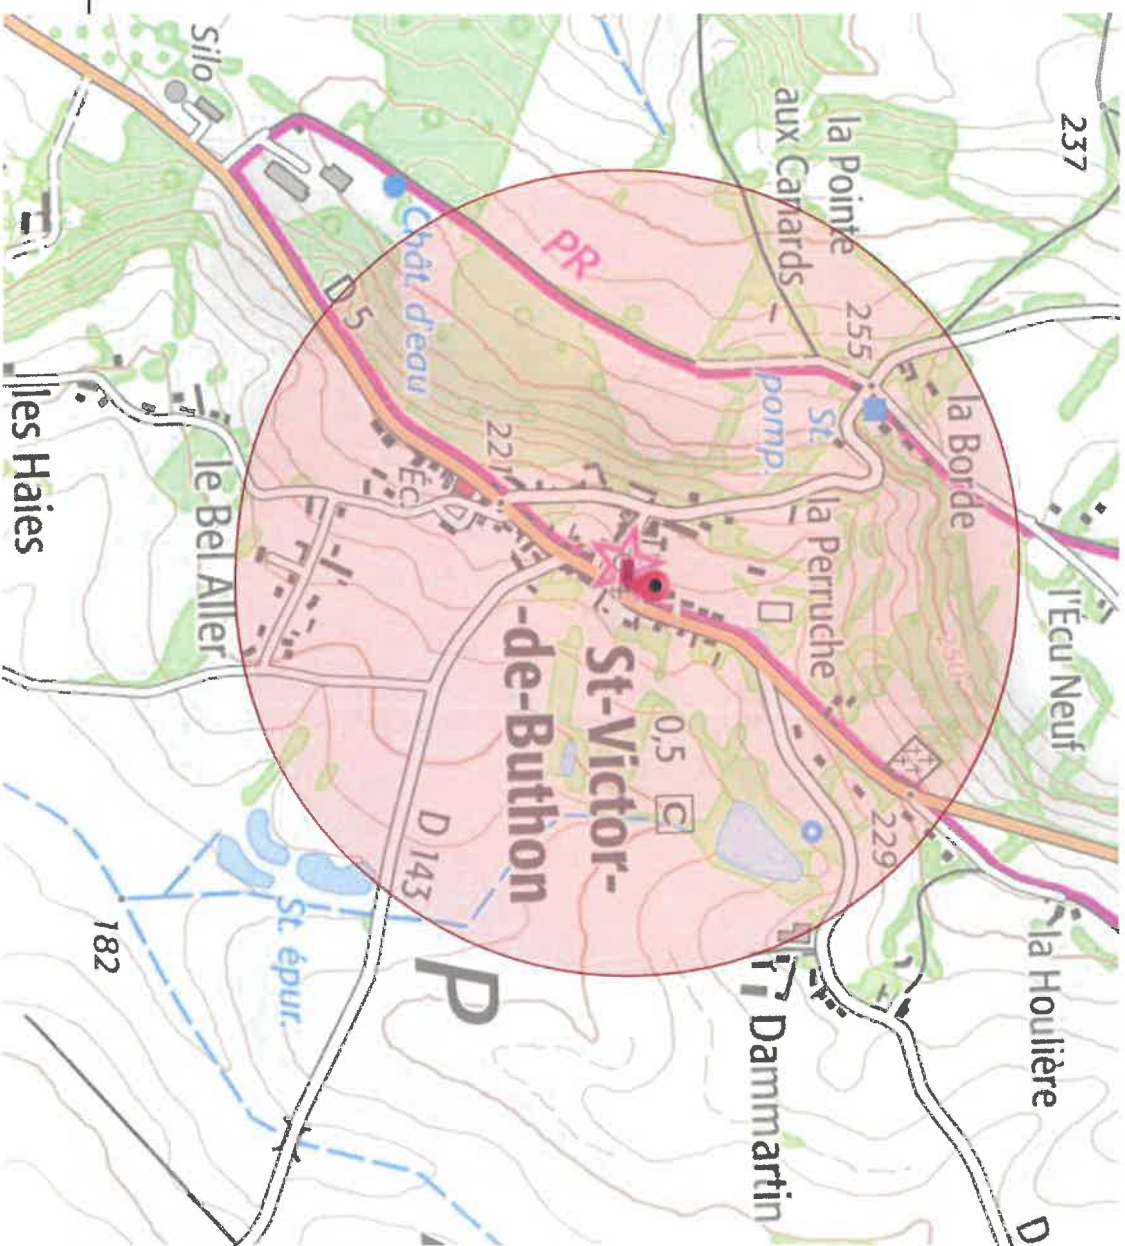 237
la Pointe
aux Canards
Silo
PR
255
Chât. d'eau
D 5
St.
pomp.
la Borde
221
Éc.
la Perruche
l'Écu Neuf
250
les Haies
le Bel Aller
St-Victor-
-de-Buthon
0,5
C
229
D 143
la Houlière
Dammartin
182
St. épur.
P
D